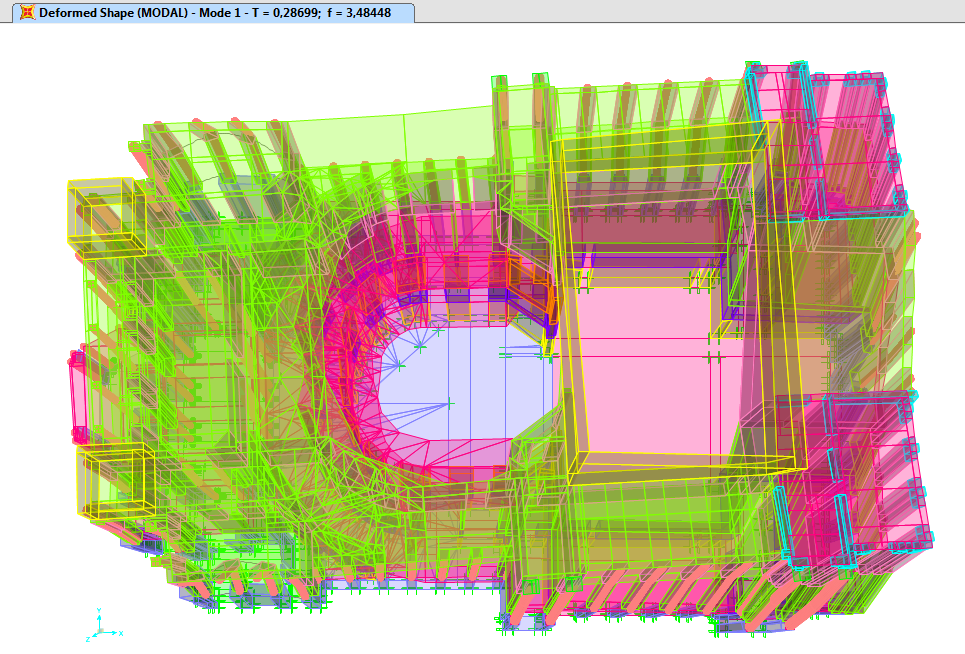 Deformed Shape (MODAL) - Mode 1 - T = 0,28699;  f = 3,48448
Y
Z X